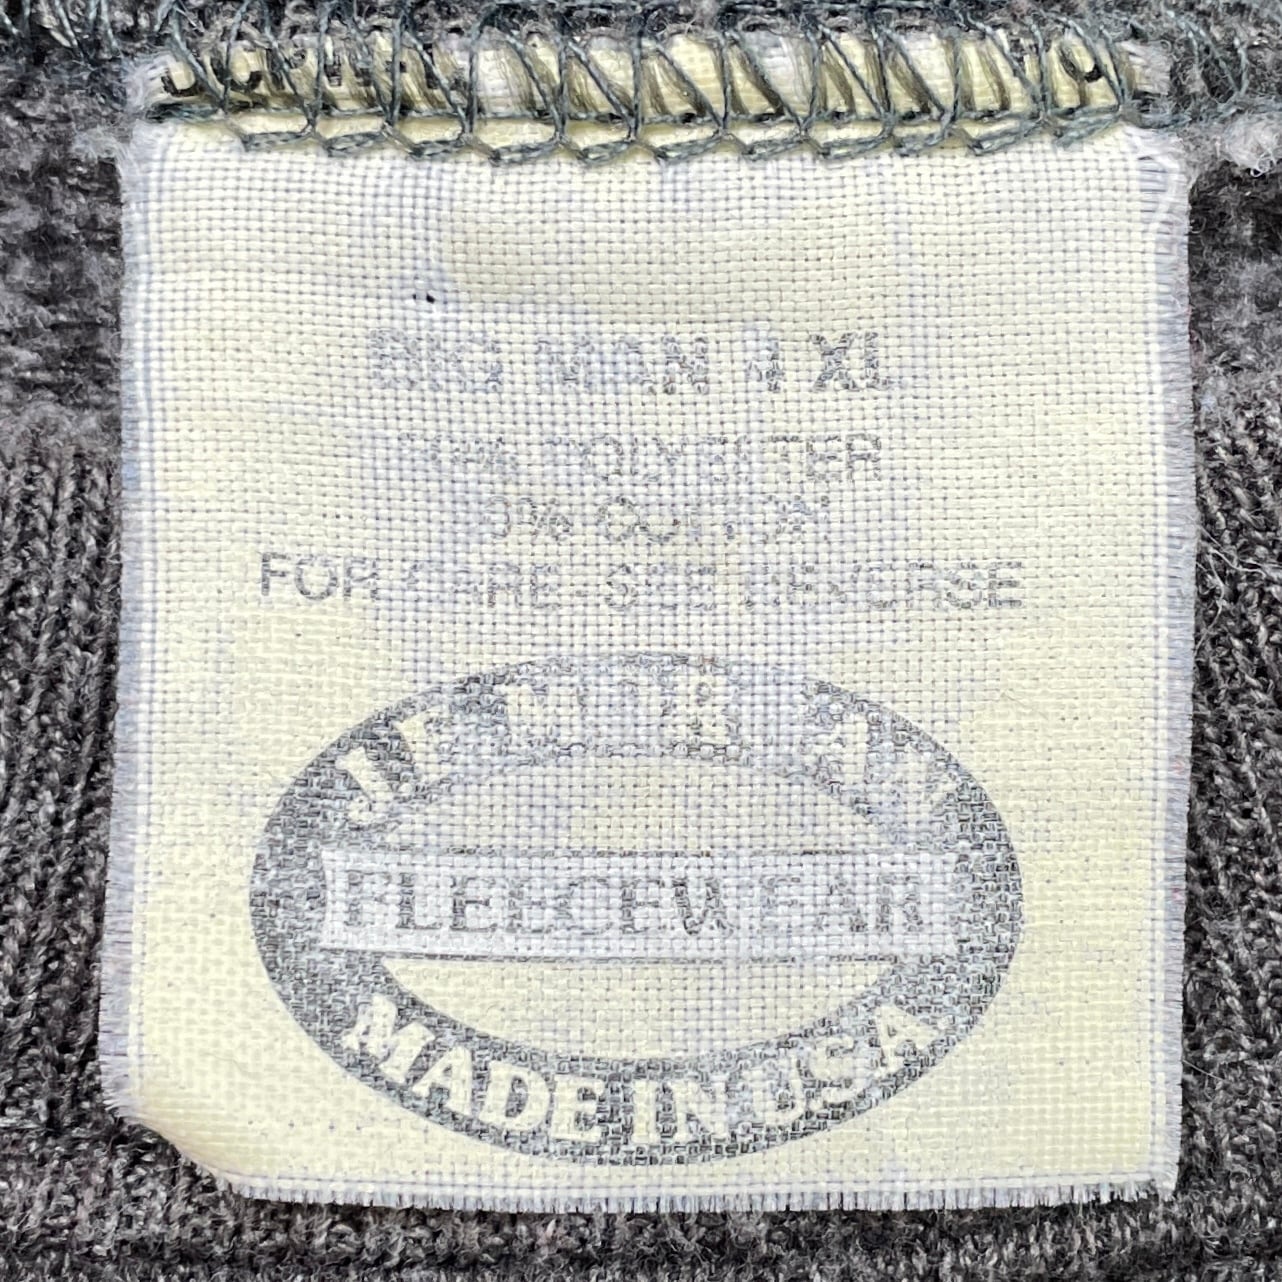 BIG MAN XL
POLYESTER
COTTON
FOR CARE-SEE REVERSE
FLEECEWEAR
MADE IN USA